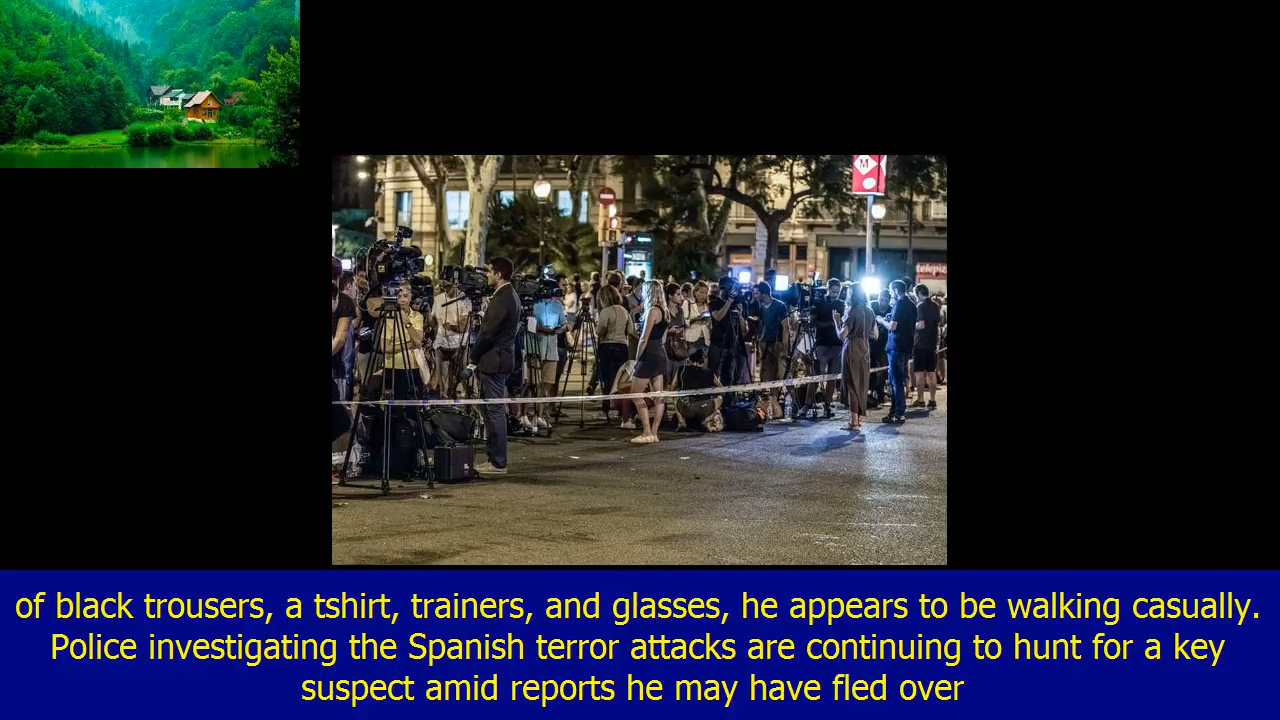 M
telepiz
of black trousers, a tshirt, trainers, and glasses, he appears to be walking casually.
Police investigating the Spanish terror attacks are continuing to hunt for a key
suspect amid reports he may have fled over